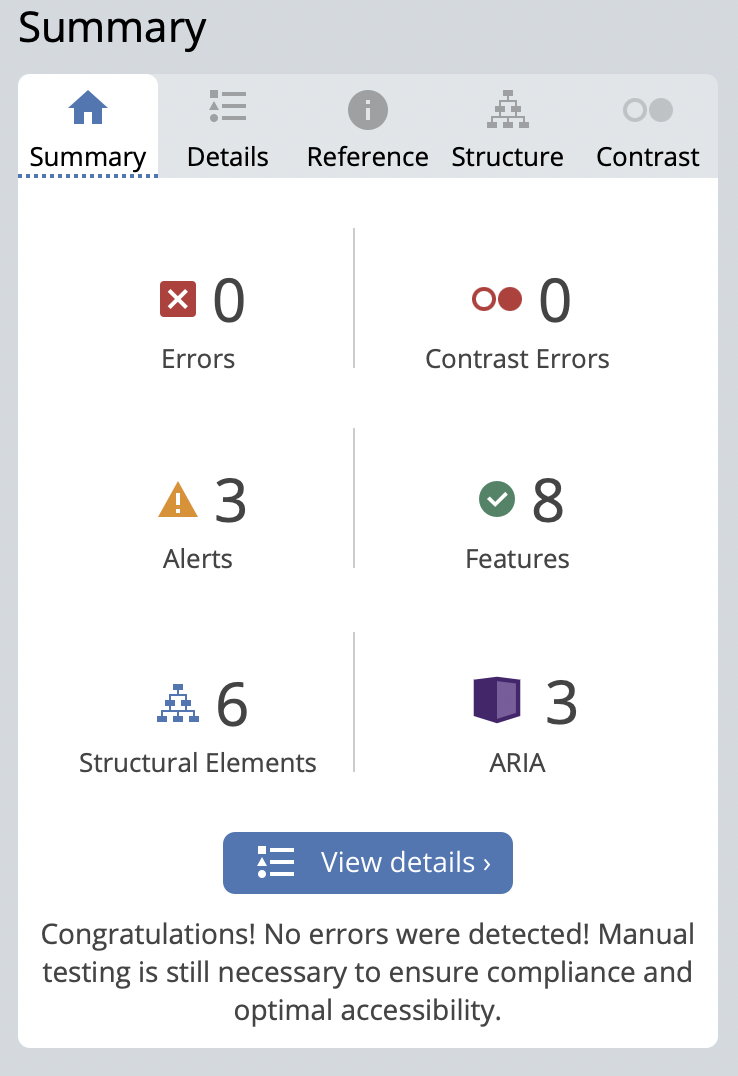 Summary
Summary Details Reference Structure Contrast
0 0
Errors Contrast Errors
3 8
Alerts Features
6 3
Structural Elements ARIA
View details ›
Congratulations! No errors were detected! Manual
testing is still necessary to ensure compliance and
optimal accessibility.